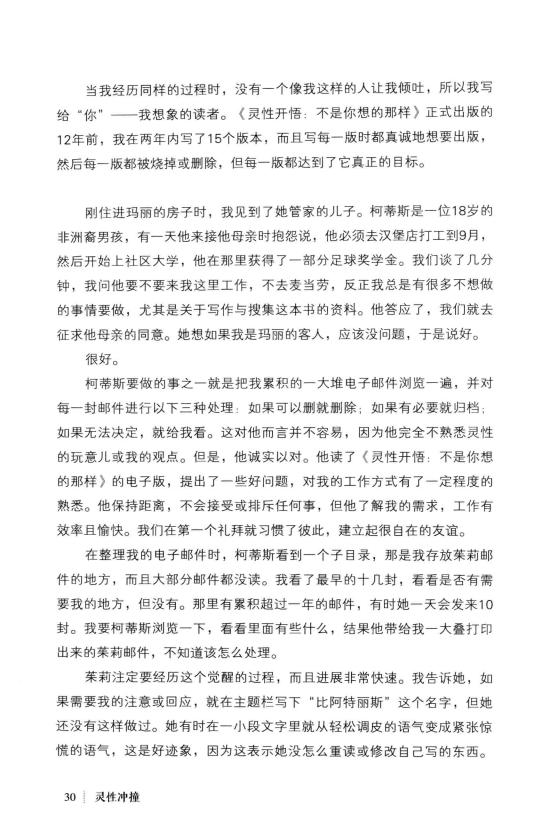 当我经历同样的过程时，没有一个像我这样的人让我倾吐，所以我写
给“你”——我想象的读者。《灵性开悟：不是你想的那样》正式出版的
12年前，我在两年内写了15个版本，而且写每一版时都真诚地想要出版，
然后每一版都被烧掉或删除，但每一版都达到了它真正的目标。
刚住进玛丽的房子时，我见到了她管家的儿子。柯蒂斯是一位18岁的
非洲裔男孩，有一天他来接他母亲时抱怨说，他必须去汉堡店打工到9月，
然后开始上社区大学，他在那里获得了一部分足球奖学金。我们谈了几分
钟，我问他要不要来我这里工作，不去麦当劳，反正我总是有很多不想做
的事情要做，尤其是关于写作与搜集这本书的资料。他答应了，我们就去
征求他母亲的同意。她想如果我是玛丽的客人，应该没问题，于是说好。
很好。
柯蒂斯要做的事之一就是把我累积的一大堆电子邮件浏览一遍，并对
每一封邮件进行以下三种处理：如果可以删就删除；如果有必要就归档；
如果无法决定，就给我看。这对他而言并不容易，因为他完全不熟悉灵性
的玩意儿或我的观点。但是，他诚实以对。他读了《灵性开悟：不是你想
的那样》的电子版，提出了一些好问题，对我的工作方式有了一定程度的
熟悉。他保持距离，不会接受或排斥任何事，但他了解我的需求，工作有
效率且愉快。我们在第一个礼拜就习惯了彼此，建立起很自在的友谊。
在整理我的电子邮件时，柯蒂斯看到一个子目录，那是我存放茱莉邮
件的地方，而且大部分邮件都没读。我看了最早的十几封，看看是否有需
要我的地方，但没有。那里有累积超过一年的邮件，有时她一天会发来10
封。我要柯蒂斯浏览一下，看看里面有些什么，结果他带给我一大叠打印
出来的茱莉邮件，不知道该怎么处理。
茱莉注定要经历这个觉醒的过程，而且进展非常快速。我告诉她，如
果需要我的注意或回应，就在主题栏写下“比阿特丽斯”这个名字，但她
还没有这样做过。她有时在一小段文字里就从轻松调皮的语气变成紧张惊
慌的语气，这是好迹象，因为这表示她没怎么重读或修改自己写的东西。
30 灵性冲撞